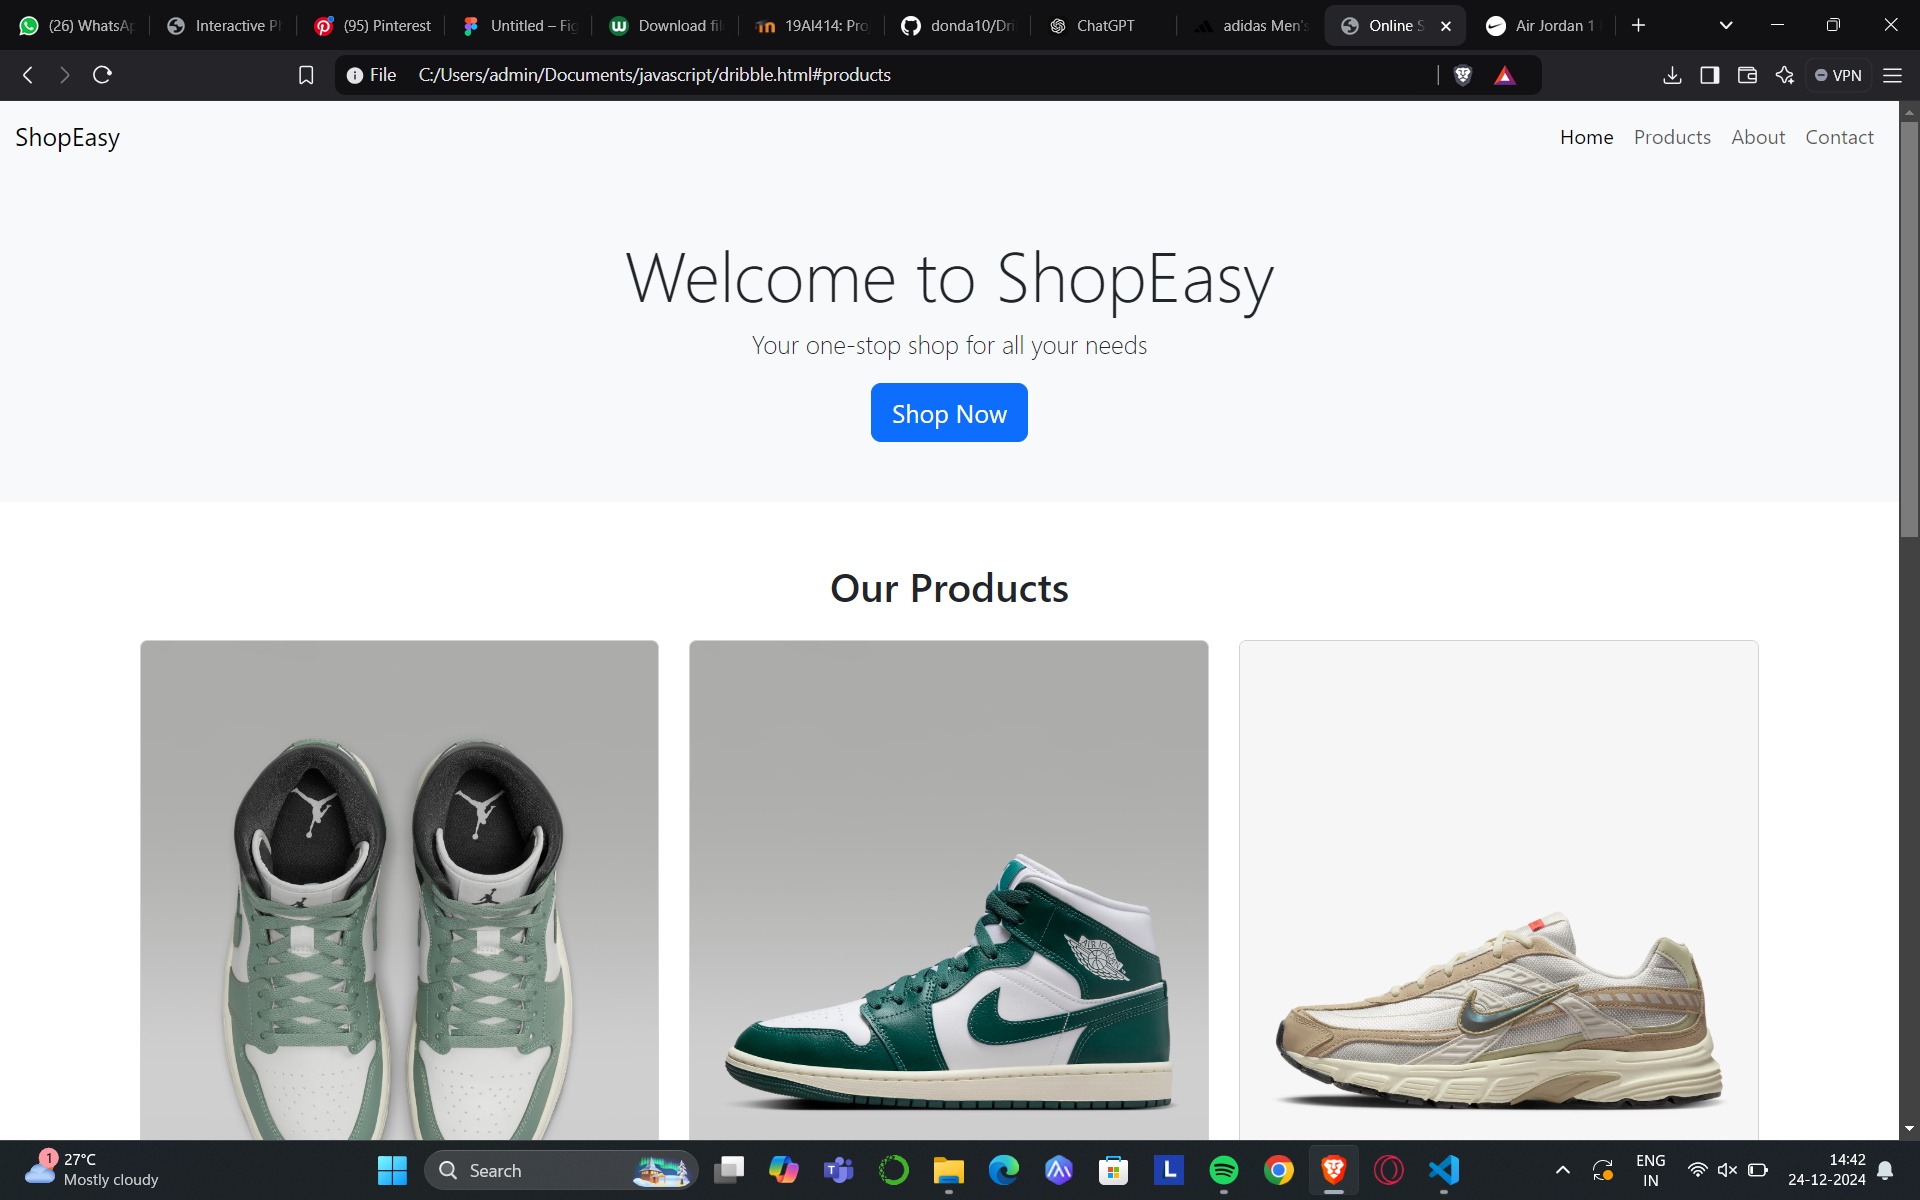 (26) WhatsAp
Interactive Pl
(95) Pinterest
Untitled – Fig
Download fil
19AI414: Pro
donda10/Dri
ChatGPT
adidas Men's
Online S
Air Jordan 1
File C:/Users/admin/Documents/javascript/dribble.html#products
VPN
ShopEasy
Home Products About Contact
Welcome to ShopEasy
Your one-stop shop for all your needs
Shop Now
Our Products
1
27°C
Mostly cloudy
Search
L
ENG
IN
14:42
24-12-2024